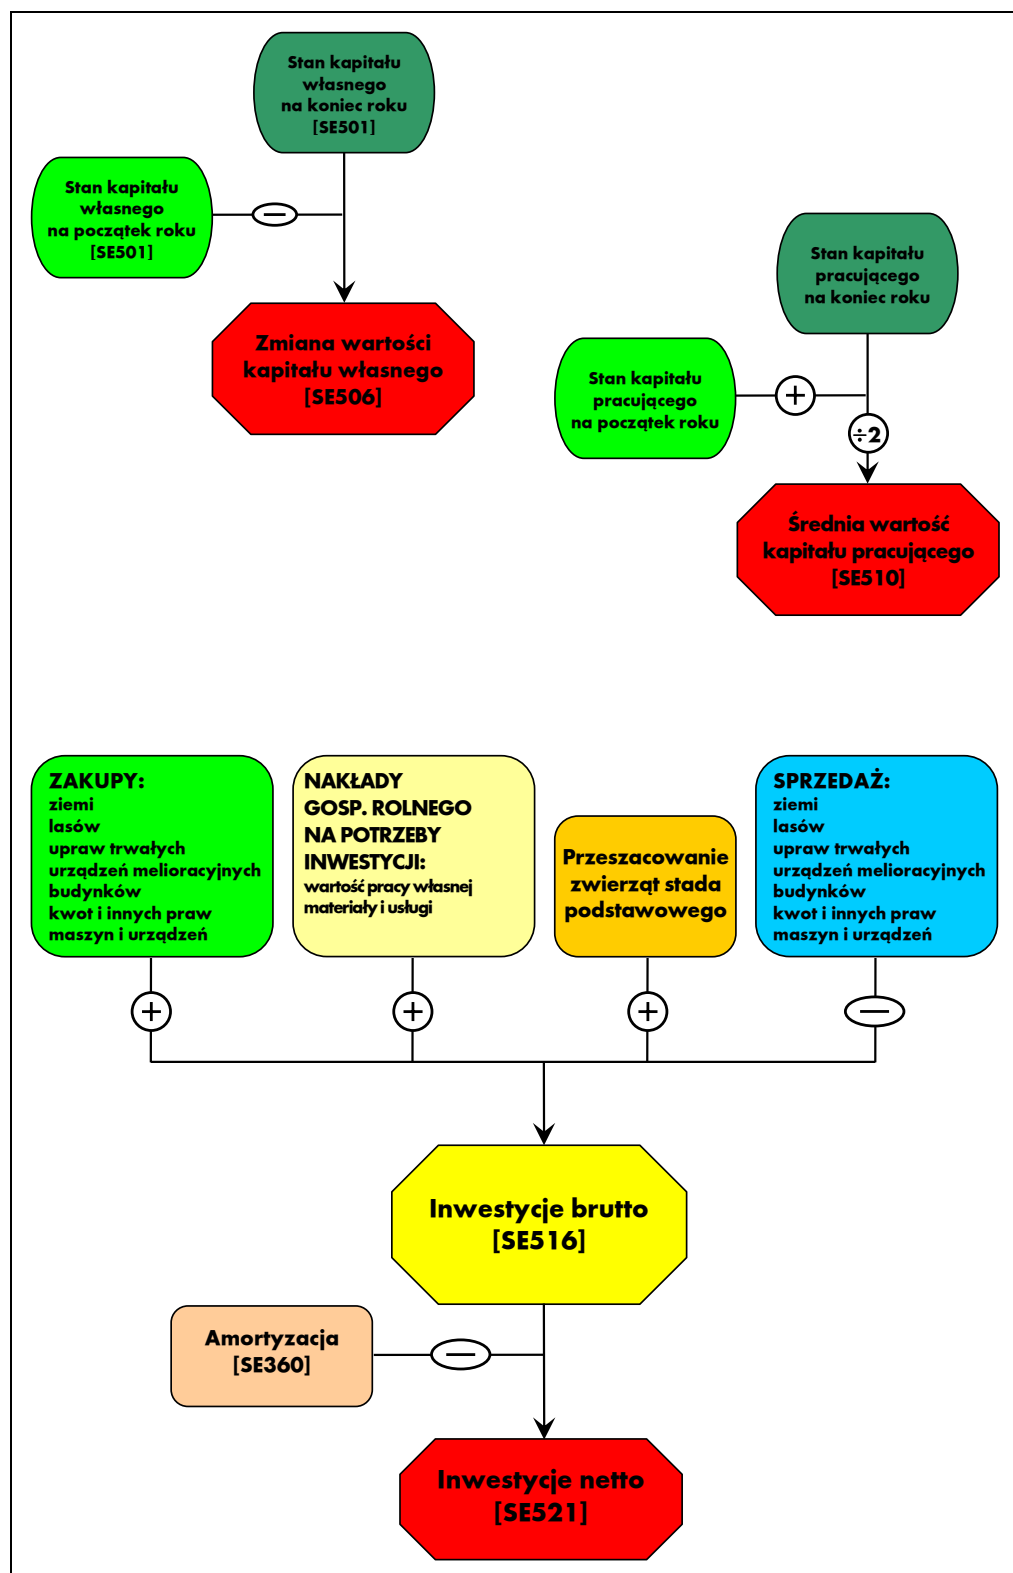 Stan kapitału
własnego
na koniec roku
[SE501]
Stan kapitału
własnego
na początek roku
[SE501]
−
Zmiana wartości
kapitału własnego
[SE506]
Stan kapitału
pracującego
na koniec roku
Stan kapitału
pracującego
na początek roku
+
÷2
Średnia wartość
kapitału pracującego
[SE510]
ZAKUPY:
ziemi
lasów
upraw trwałych
urządzeń melioracyjnych
budynków
kwot i innych praw
maszyn i urządzeń
NAKŁADY
GOSP. ROLNEGO
NA POTRZEBY
INWESTYCJI:
wartość pracy własnej
materiały i usługi
Przeszacowanie
zwierząt stada
podstawowego
SPRZEDAŻ:
ziemi
lasów
upraw trwałych
urządzeń melioracyjnych
budynków
kwot i innych praw
maszyn i urządzeń
+
+
+
−
Inwestycje brutto
[SE516]
Amortyzacja
[SE360]
−
Inwestycje netto
[SE521]